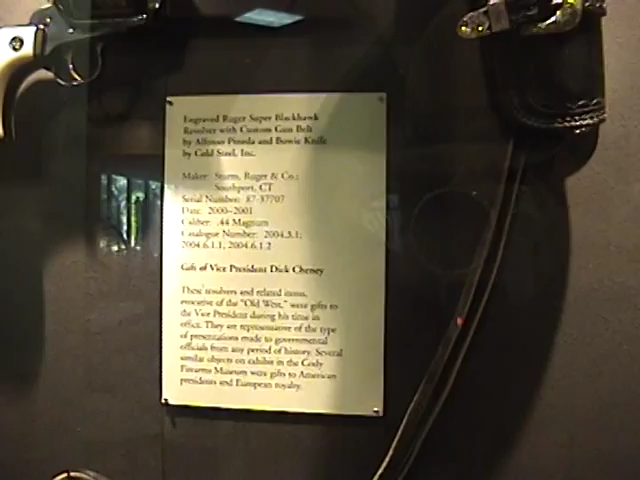 Engraved Ruger Super Blackhawk
Revolver with Custom Gun Belt
by Alfonso Pineda and Bowie Knife
by Cold Steel, Inc.
Maker: Sturm, Ruger & Co.;
Southport, CT
Serial Number: 87-37707
Date: 2000-2001
Caliber: .44 Magnum
Catalogue Number: 2004.5.1;
2004.6.1.1, 2004.6.1.2
Gift of Vice President Dick Cheney
These revolvers and related items,
evocative of the "Old West," were gifts to
the Vice President during his time in
office. They are representative of the type
of presentations made to governmental
officials from any period of history. Several
similar objects on exhibit in the Cody
Firearms Museum were gifts to American
presidents and European royalty.